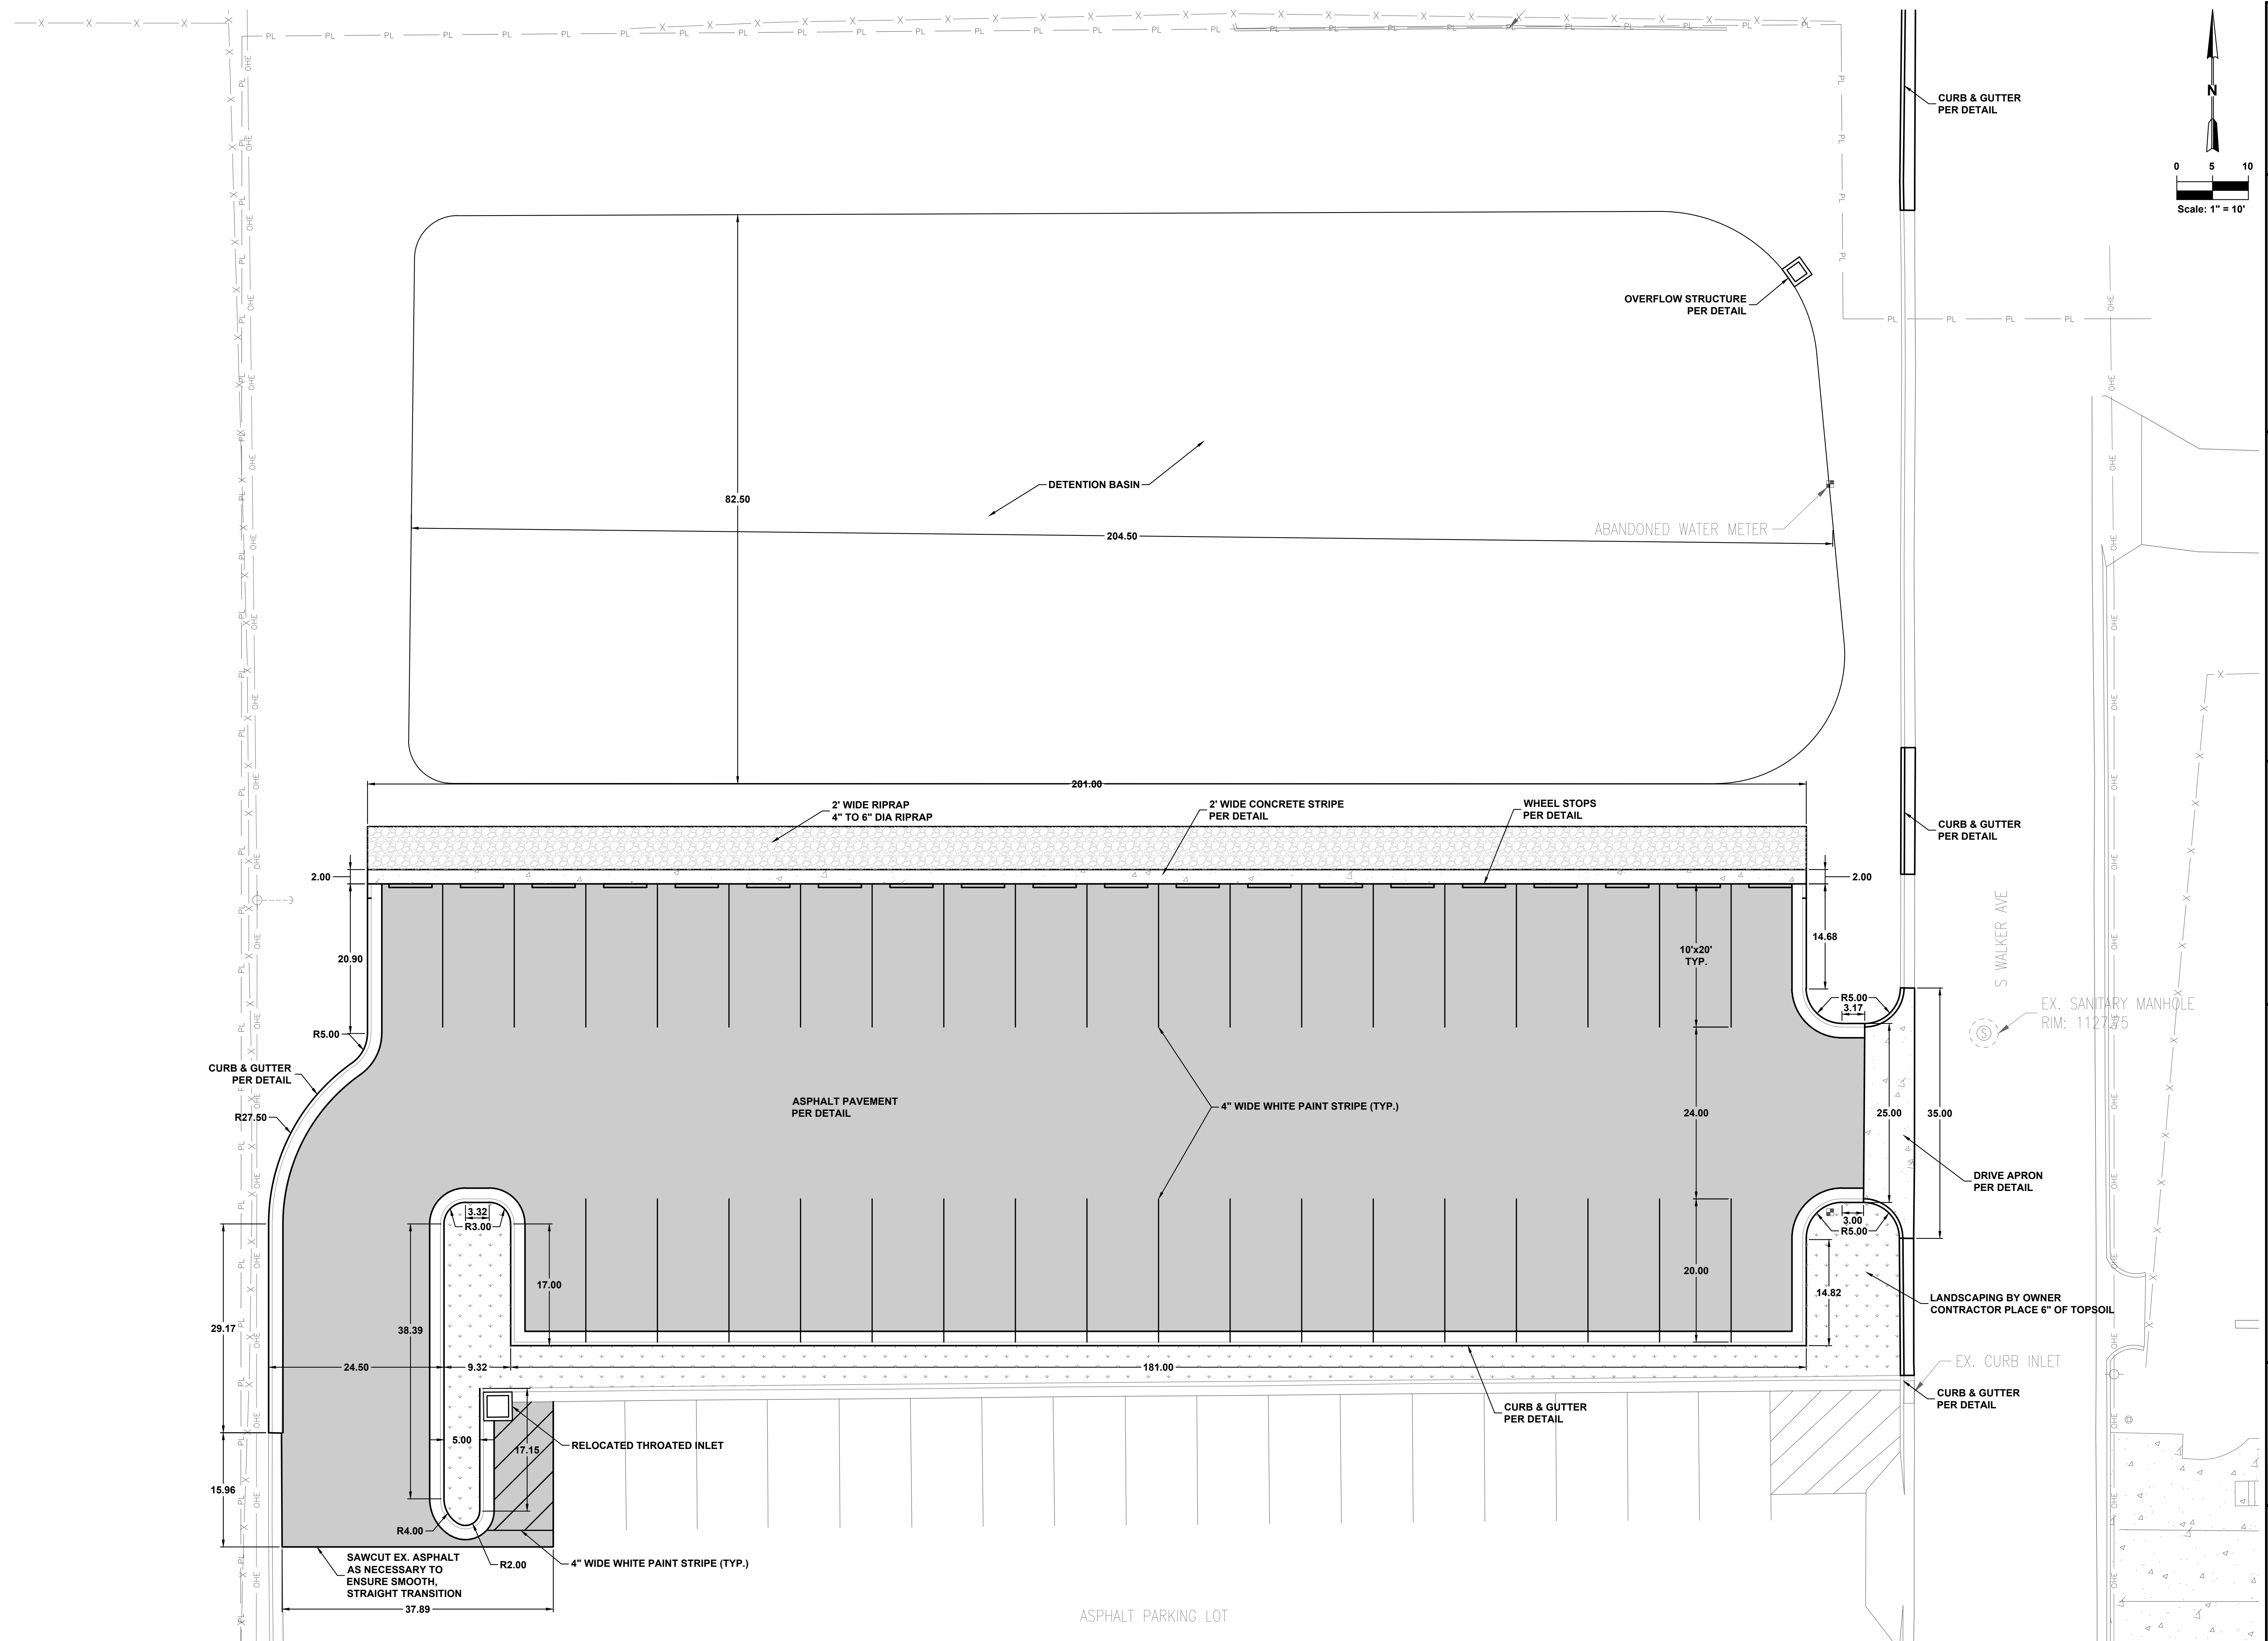 CURB & GUTTER
PER DETAIL
N
0 5 10
Scale: 1" = 10'
OVERFLOW STRUCTURE
PER DETAIL
82.50
DETENTION BASIN
204.50
ABANDONED WATER METER
201.00
2' WIDE RIPRAP
4" TO 6" DIA RIPRAP
2' WIDE CONCRETE STRIPE
PER DETAIL
WHEEL STOPS
PER DETAIL
CURB & GUTTER
PER DETAIL
2.00
2.00
20.90
10'x20'
TYP.
14.68
S WALKER AVE
R5.00
3.17
EX. SANITARY MANHOLE
S
RIM: 1127.75
R5.00
CURB & GUTTER
PER DETAIL
R27.50
ASPHALT PAVEMENT
PER DETAIL
4" WIDE WHITE PAINT STRIPE (TYP.)
24.00
25.00
35.00
DRIVE APRON
PER DETAIL
3.32
R3.00
3.00
R5.00
17.00
20.00
14.82
LANDSCAPING BY OWNER
CONTRACTOR PLACE 6" OF TOPSOIL
29.17
38.39
24.50
9.32
181.00
EX. CURB INLET
CURB & GUTTER
PER DETAIL
CURB & GUTTER
PER DETAIL
5.00
17.15
RELOCATED THROATED INLET
15.96
R4.00
R2.00
4" WIDE WHITE PAINT STRIPE (TYP.)
SAWCUT EX. ASPHALT
AS NECESSARY TO
ENSURE SMOOTH,
STRAIGHT TRANSITION
37.89
ASPHALT PARKING LOT
PL
OHE
X